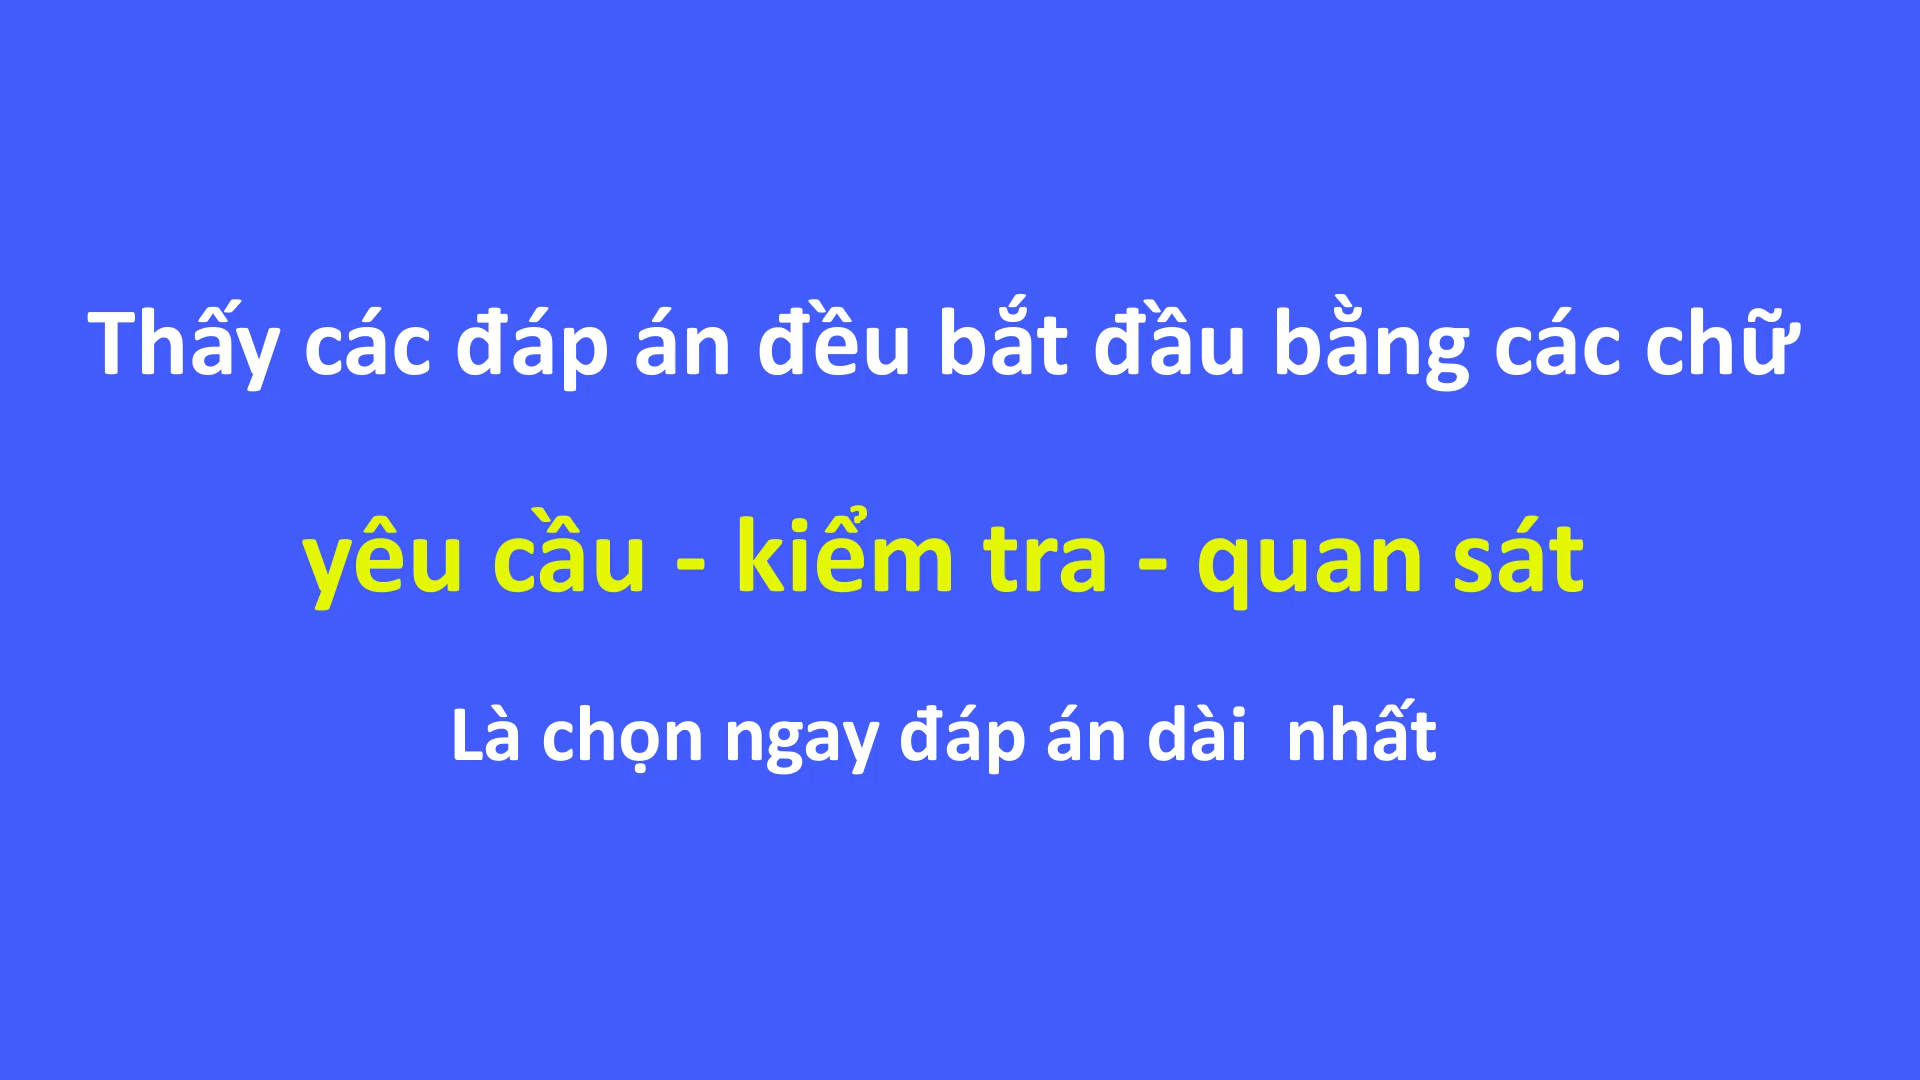 Thấy các đáp án đều bắt đầu bằng các chữ
yêu cầu - kiểm tra - quan sát
Là chọn ngay đáp án dài nhất